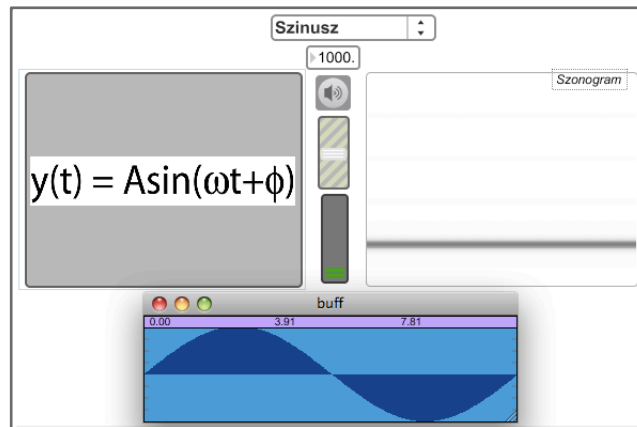 Szinusz
1000.
Szonogram
y(t) = Asin(ωt+ϕ)
buff
0.00 3.91 7.81